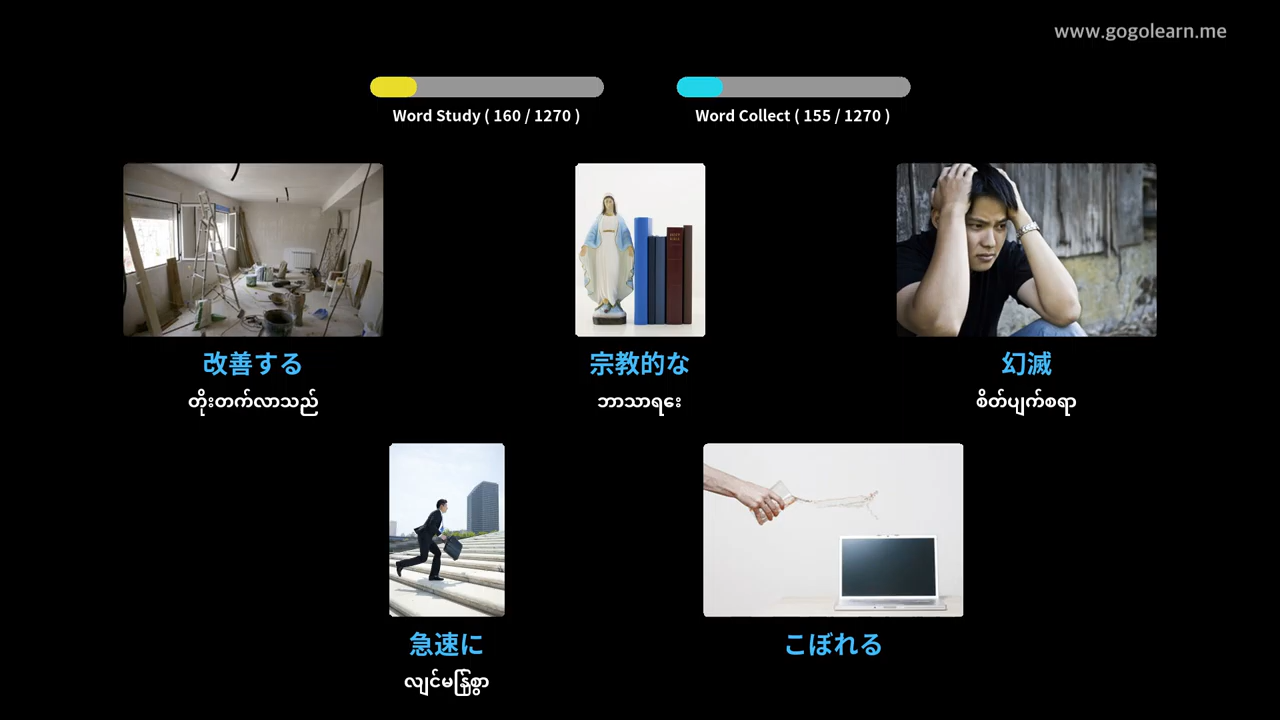 www.gogolearn.me
Word Study ( 160 / 1270 )
Word Collect ( 155 / 1270 )
改善する
宗教的な
幻滅
တိုးတက်လာသည်
ဘာသာရေး
စိတ်ပျက်စရာ
急速に
こぼれる
လျင်မြန်စွာ